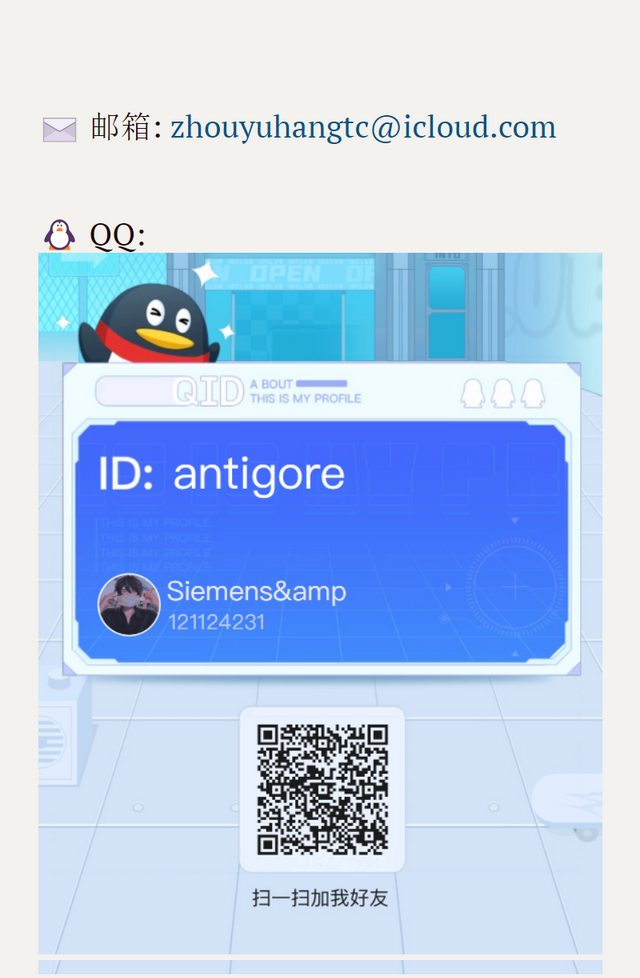 邮箱: zhouyuhangtc@icloud.com
QQ:
OPEN
INTO
QID
A BOUT
THIS IS MY PROFILE
ID: antigore
THIS IS MY PROFILE
THIS IS MY PROFILE
THIS IS MY PROFILE
THIS IS MY PROFILE
Siemens&amp
121124231
扫一扫加我好友